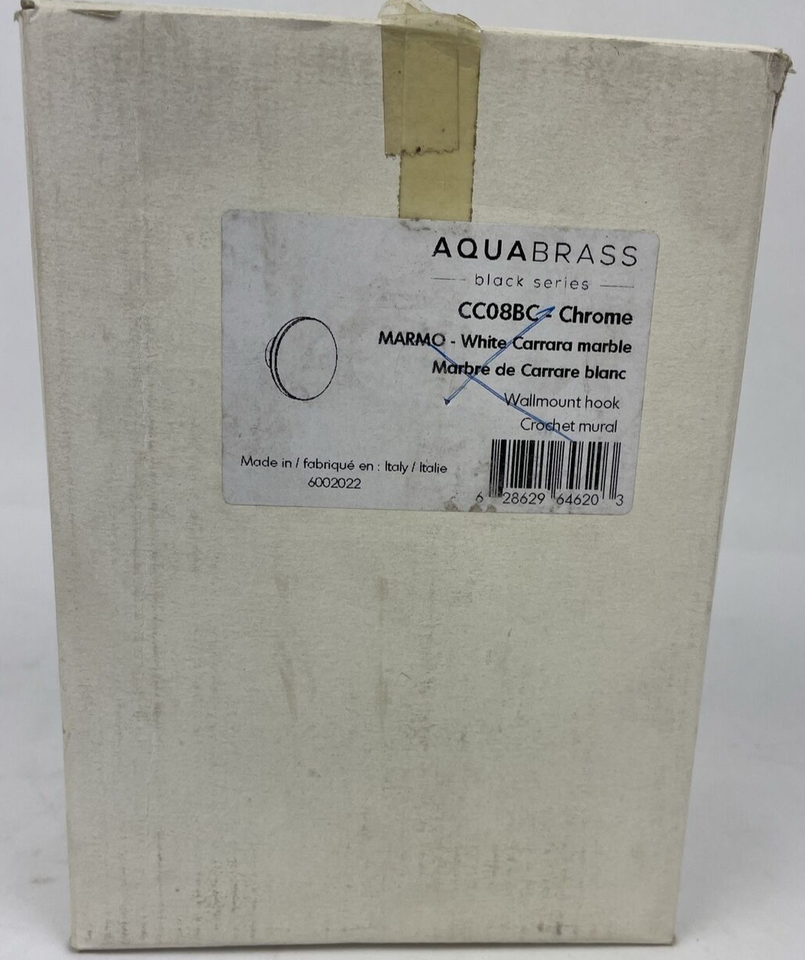 AQUABRASS
black series
CC08BC - Chrome
MARMO - White Carrara marble
Marbre de Carrare blanc
Wallmount hook
Crochet mural
Made in / fabriqué en : Italy / Italie
6002022
6 28629 64620 3